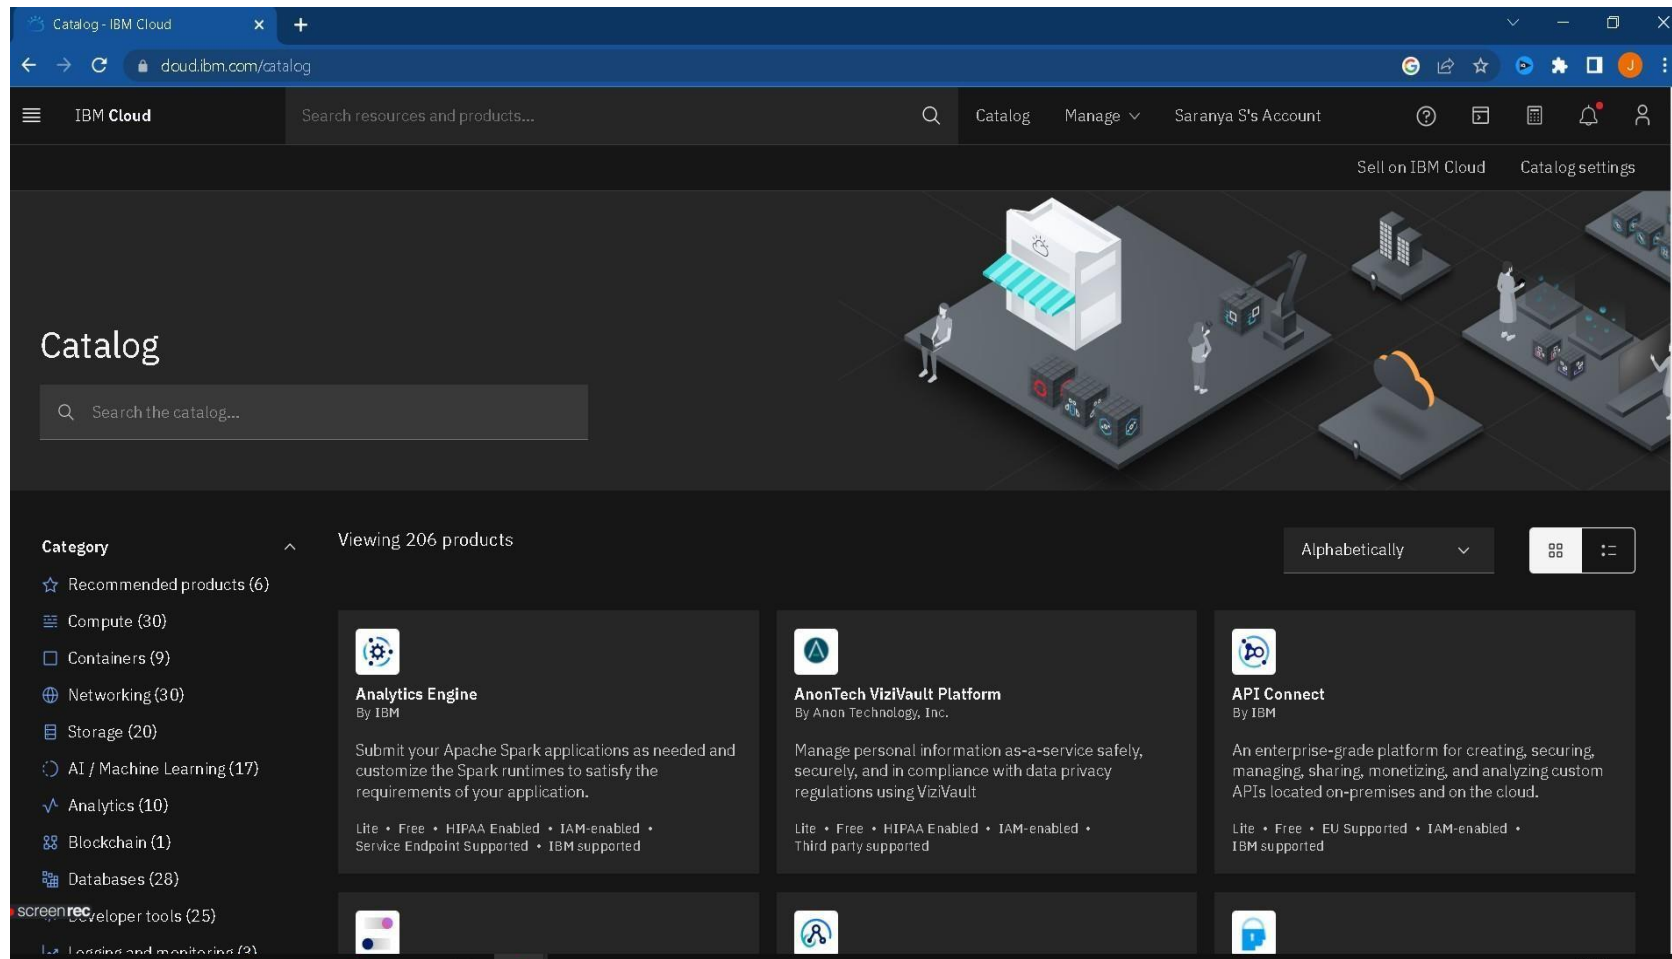 Catalog - IBM Cloud
cloud.ibm.com/catalog
J
IBM Cloud
Search resources and products...
Catalog
Manage
Saranya S's Account
Sell on IBM Cloud
Catalog settings
Catalog
Search the catalog...
Category
Viewing 206 products
Alphabetically
Recommended products (6)
Compute (30)
Containers (9)
Networking (30)
Storage (20)
AI / Machine Learning (17)
Analytics (10)
Blockchain (1)
Databases (28)
Developer tools (25)
Logging and monitoring (3)
screenrec
Analytics Engine
By IBM
Submit your Apache Spark applications as needed and
customize the Spark runtimes to satisfy the
requirements of your application.
Lite • Free • HIPAA Enabled • IAM-enabled •
Service Endpoint Supported • IBM supported
AnonTech ViziVault Platform
By Anon Technology, Inc.
Manage personal information as-a-service safely,
securely, and in compliance with data privacy
regulations using ViziVault
Lite • Free • HIPAA Enabled • IAM-enabled •
Third party supported
API Connect
By IBM
An enterprise-grade platform for creating, securing,
managing, sharing, monetizing, and analyzing custom
APIs located on-premises and on the cloud.
Lite • Free • EU Supported • IAM-enabled •
IBM supported